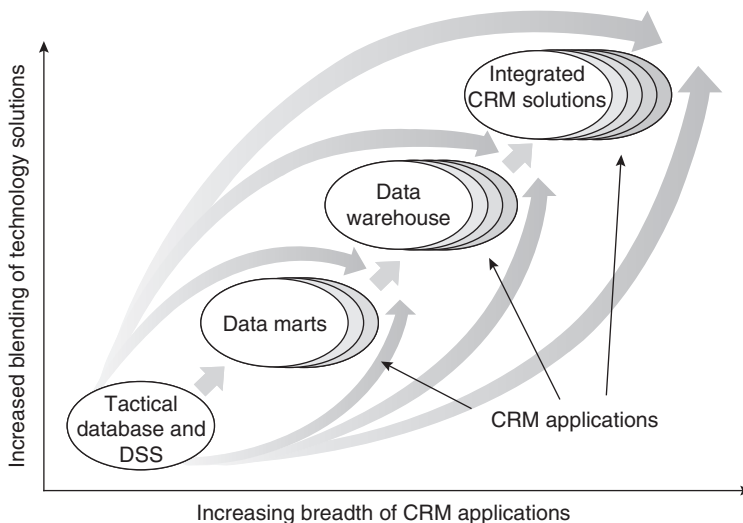 Increased blending of technology solutions
Integrated
CRM solutions
Data
warehouse
Data marts
Tactical
database and
DSS
CRM applications
Increasing breadth of CRM applications